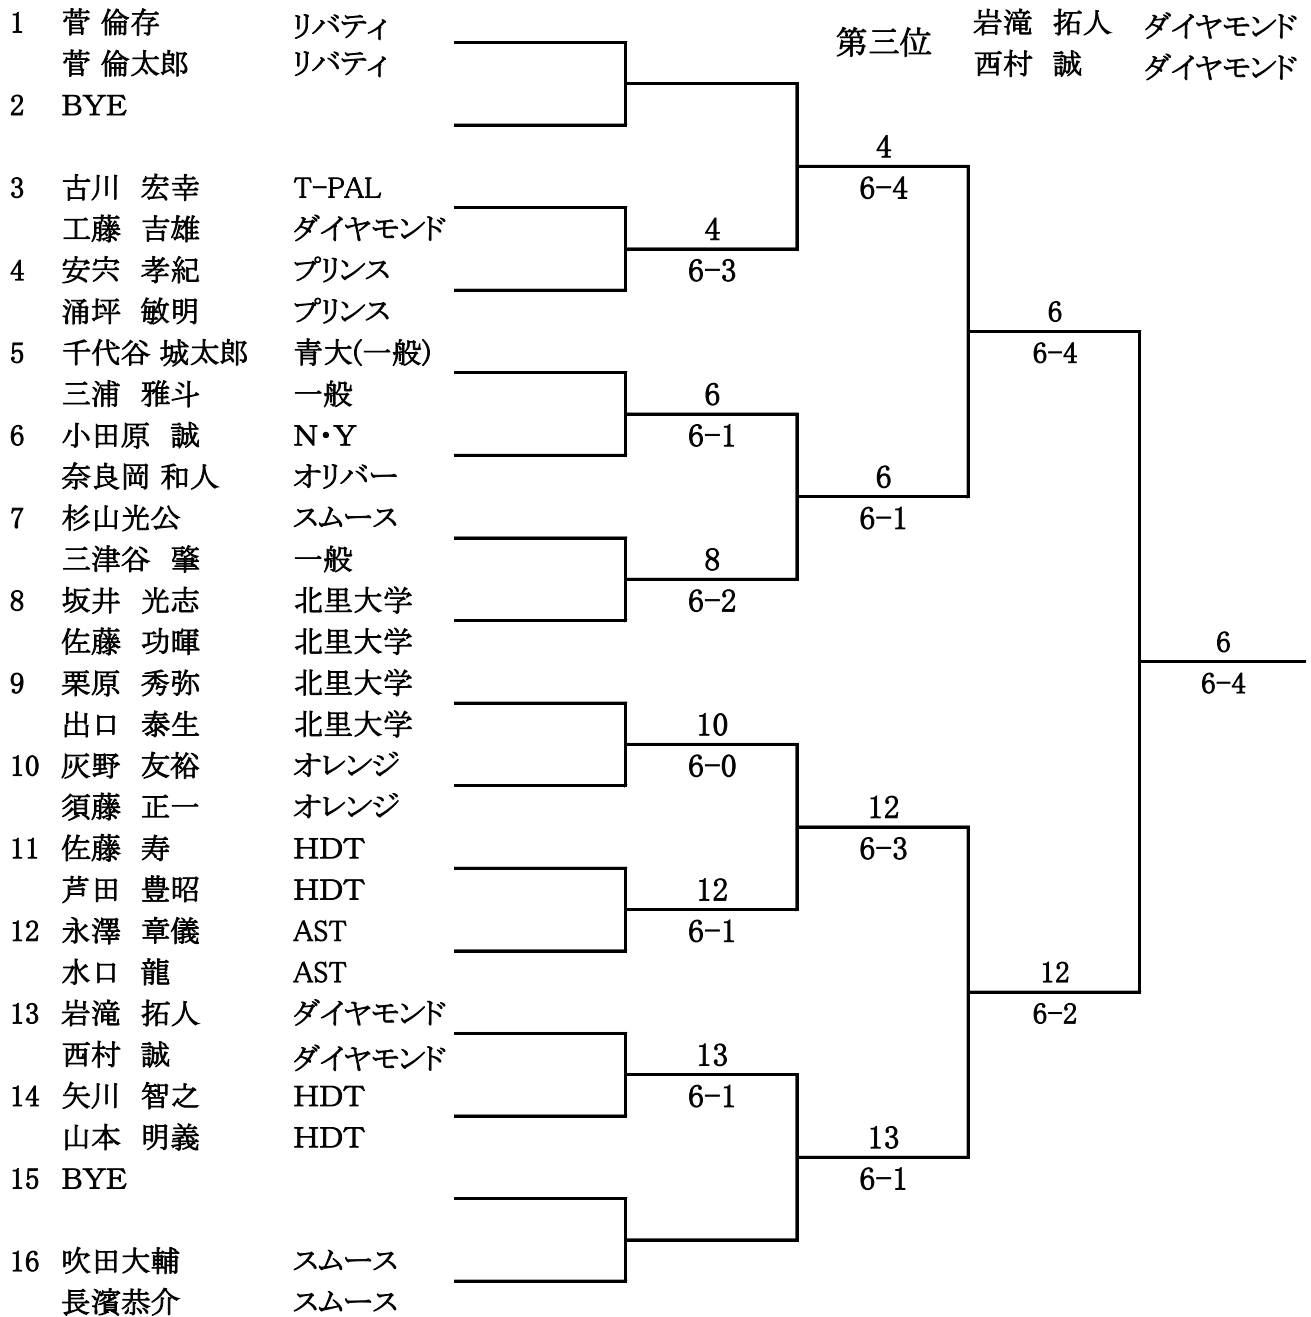 1 菅 倫存 リバティ
第三位 岩滝 拓人 ダイヤモンド
菅 倫太郎 リバティ
西村 誠 ダイヤモンド
2 BYE
4
3 古川 宏幸 T-PAL
6-4
工藤 吉雄 ダイヤモンド
4
4 安宍 孝紀 プリンス
6-3
涌坪 敏明 プリンス
6
5 千代谷 城太郎 青大(一般)
6-4
三浦 雅斗 一般
6
6 小田原 誠 N・Y
6-1
奈良岡 和人 オリバー
6
7 杉山光公 スムース
6-1
三津谷 肇 一般
8
8 坂井 光志 北里大学
6-2
佐藤 功暉 北里大学
6
9 栗原 秀弥 北里大学
6-4
出口 泰生 北里大学
10
10 灰野 友裕 オレンジ
6-0
須藤 正一 オレンジ
12
11 佐藤 寿 HDT
6-3
芦田 豊昭 HDT
12
12 永澤 章儀 AST
6-1
水口 龍 AST
12
13 岩滝 拓人 ダイヤモンド
6-2
西村 誠 ダイヤモンド
13
14 矢川 智之 HDT
6-1
山本 明義 HDT
13
15 BYE
6-1
16 吹田大輔 スムース
長濱恭介 スムース